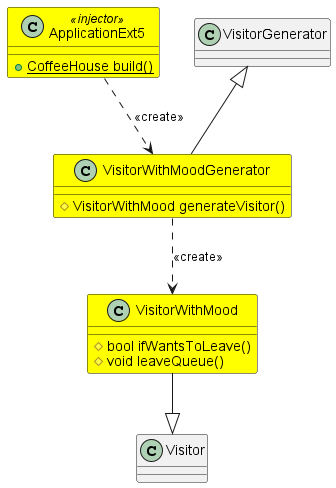 «injector»
C ApplicationExt5
CoffeeHouse build()
C VisitorGenerator
«create»
C VisitorWithMoodGenerator
VisitorWithMood generateVisitor()
«create»
C VisitorWithMood
bool ifWantsToLeave()
void leaveQueue()
C Visitor